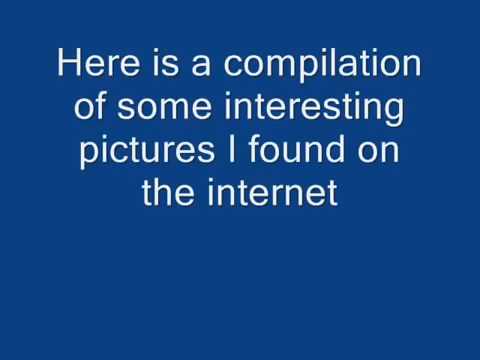 Here is a compilation
of some interesting
pictures I found on
the internet